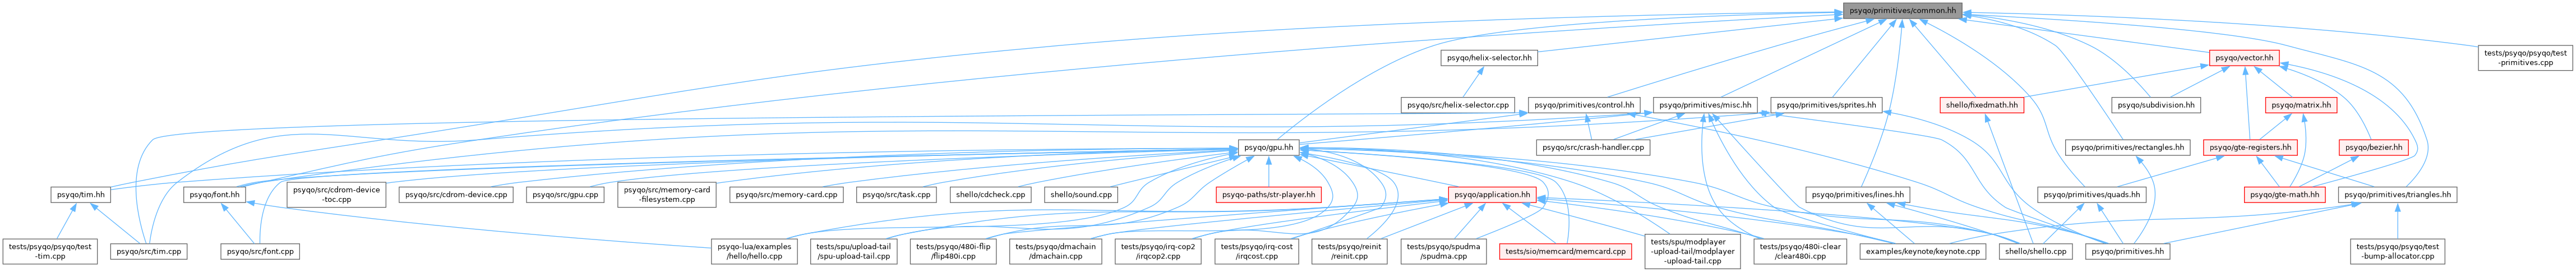 psyqo/primitives/common.hh
psyqo/helix-selector.hh
psyqo/vector.hh
tests/psyqo/psyqo/test
-primitives.cpp
psyqo/src/helix-selector.cpp
psyqo/primitives/control.hh
psyqo/primitives/misc.hh
psyqo/primitives/sprites.hh
shello/fixedmath.hh
psyqo/subdivision.hh
psyqo/matrix.hh
psyqo/gpu.hh
psyqo/src/crash-handler.cpp
psyqo/primitives/rectangles.hh
psyqo/gte-registers.hh
psyqo/bezier.hh
psyqo/tim.hh
psyqo/font.hh
psyqo/src/cdrom-device
-toc.cpp
psyqo/src/cdrom-device.cpp
psyqo/src/gpu.cpp
psyqo/src/memory-card
-filesystem.cpp
psyqo/src/memory-card.cpp
psyqo/src/task.cpp
shello/cdcheck.cpp
shello/sound.cpp
psyqo-paths/str-player.hh
psyqo/application.hh
psyqo/primitives/lines.hh
psyqo/primitives/quads.hh
psyqo/gte-math.hh
psyqo/primitives/triangles.hh
tests/psyqo/psyqo/test
-tim.cpp
psyqo/src/tim.cpp
psyqo/src/font.cpp
psyqo-lua/examples
/hello/hello.cpp
tests/spu/upload-tail
/spu-upload-tail.cpp
tests/psyqo/480i-flip
/flip480i.cpp
tests/psyqo/dmachain
/dmachain.cpp
tests/psyqo/irq-cop2
/irqcop2.cpp
tests/psyqo/irq-cost
/irqcost.cpp
tests/psyqo/reinit
/reinit.cpp
tests/psyqo/spudma
/spudma.cpp
tests/sio/memcard/memcard.cpp
tests/spu/modplayer
-upload-tail/modplayer
-upload-tail.cpp
tests/psyqo/480i-clear
/clear480i.cpp
examples/keynote/keynote.cpp
shello/shello.cpp
psyqo/primitives.hh
tests/psyqo/psyqo/test
-bump-allocator.cpp